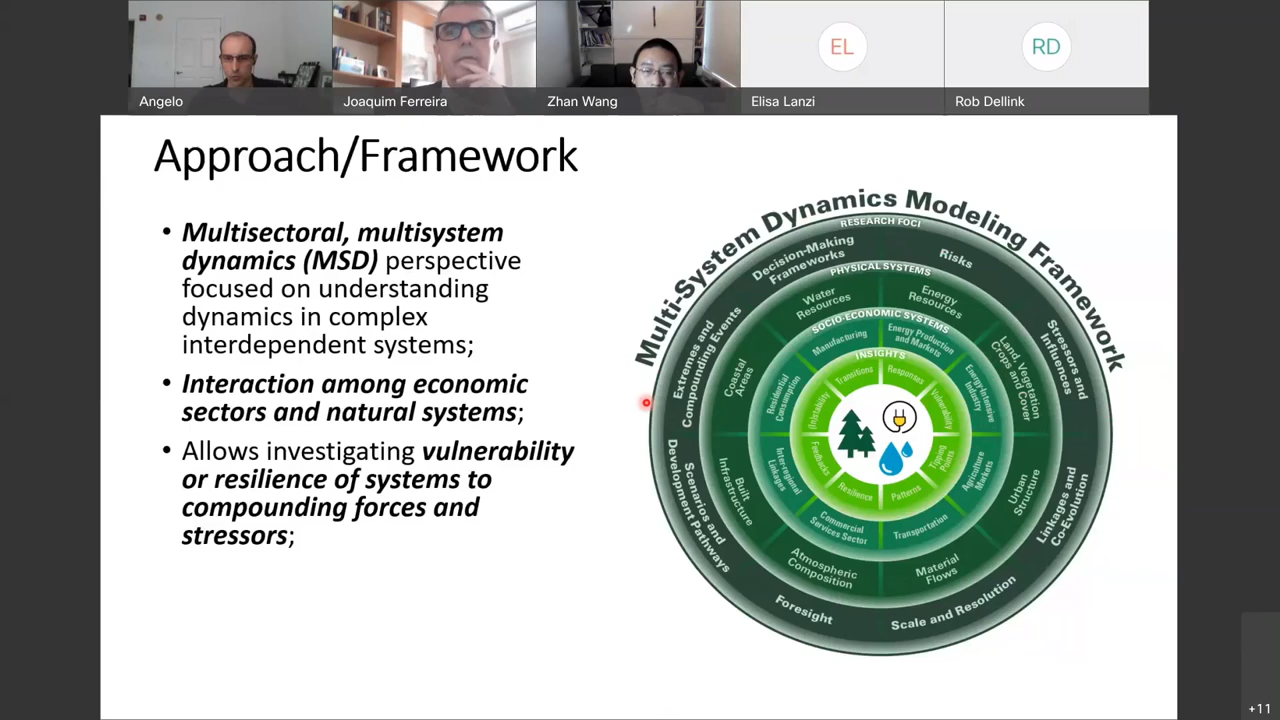 EL
RD
Angelo
Joaquim Ferreira
Zhan Wang
Elisa Lanzi
Rob Dellink
Approach/Framework
• Multisectoral, multisystem
dynamics (MSD) perspective
focused on understanding
dynamics in complex
interdependent systems;
• Interaction among economic
sectors and natural systems;
• Allows investigating vulnerability
or resilience of systems to
compounding forces and
stressors;
Multi-System Dynamics Modeling Framework
RESEARCH FOCI
Decision-Making
Frameworks
Risks
Stressors and
Influences
Linkages and
Co-Evolution
Scale and Resolution
Foresight
Scenarios and
Development Pathways
Extremes and
Compounding Events
PHYSICAL SYSTEMS
Water
Resources
Energy
Resources
Land, Vegetation
Crops and Cover
Urban
Structure
Material
Flows
Atmospheric
Composition
Built
Infrastructure
Coastal
Areas
SOCIO-ECONOMIC SYSTEMS
Manufacturing
Energy Production
and Markets
Energy-Intensive
Industry
Agriculture
Markets
Transportation
Commercial
Services Sector
Inter-regional
Linkages
Residential
Consumption
INSIGHTS
Transitions
Responses
Vulnerability
Tipping
Points
Patterns
Resilience
Feedbacks
(In)stability
+11